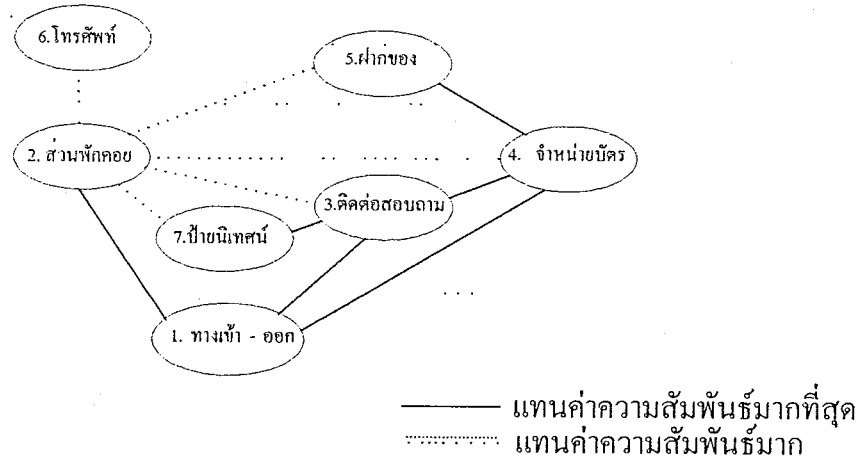 6.โทรศัพท์
5.ฝากของ
2. ส่วนพักคอย
4. จำหน่ายบัตร
3.ติดต่อสอบถาม
7.ป้ายนิเทศน์
1. ทางเข้า - ออก
แทนค่าความสัมพันธ์มากที่สุด
แทนค่าความสัมพันธ์มาก